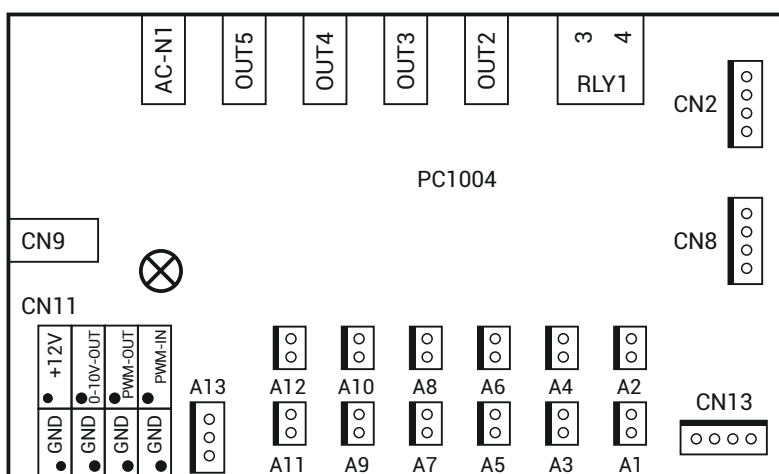 AC-N1
OUT5
OUT4
OUT3
OUT2
3
4
RLY1
CN2
PC1004
CN9
CN8
CN11
+12V
0-10V-OUT
PWM-OUT
PWM-IN
GND
GND
GND
GND
A13
A12
A10
A8
A6
A4
A2
CN13
A11
A9
A7
A5
A3
A1